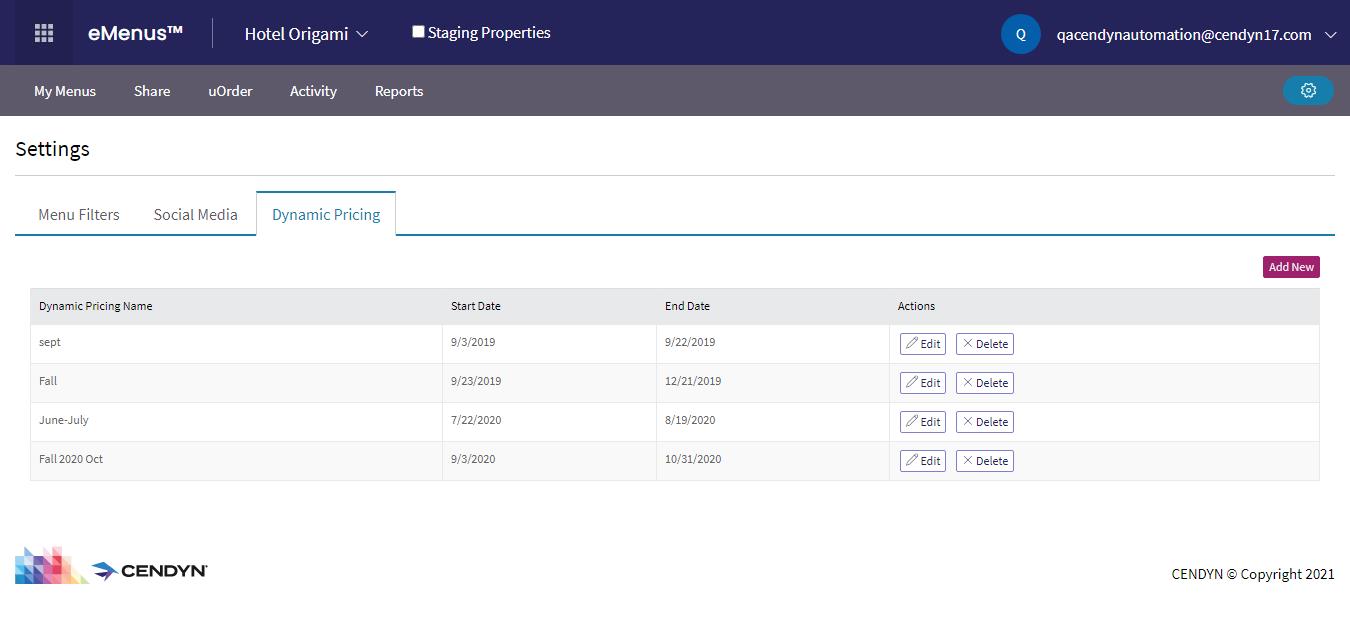 eMenus™ Hotel Origami Staging Properties Q qacendynautomation@cendyn17.com
My Menus Share uOrder Activity Reports
Settings
Menu Filters Social Media Dynamic Pricing
Add New
Dynamic Pricing Name Start Date End Date Actions
sept 9/3/2019 9/22/2019 Edit Delete
Fall 9/23/2019 12/21/2019 Edit Delete
June-July 7/22/2020 8/19/2020 Edit Delete
Fall 2020 Oct 9/3/2020 10/31/2020 Edit Delete
CENDYN CENDYN © Copyright 2021